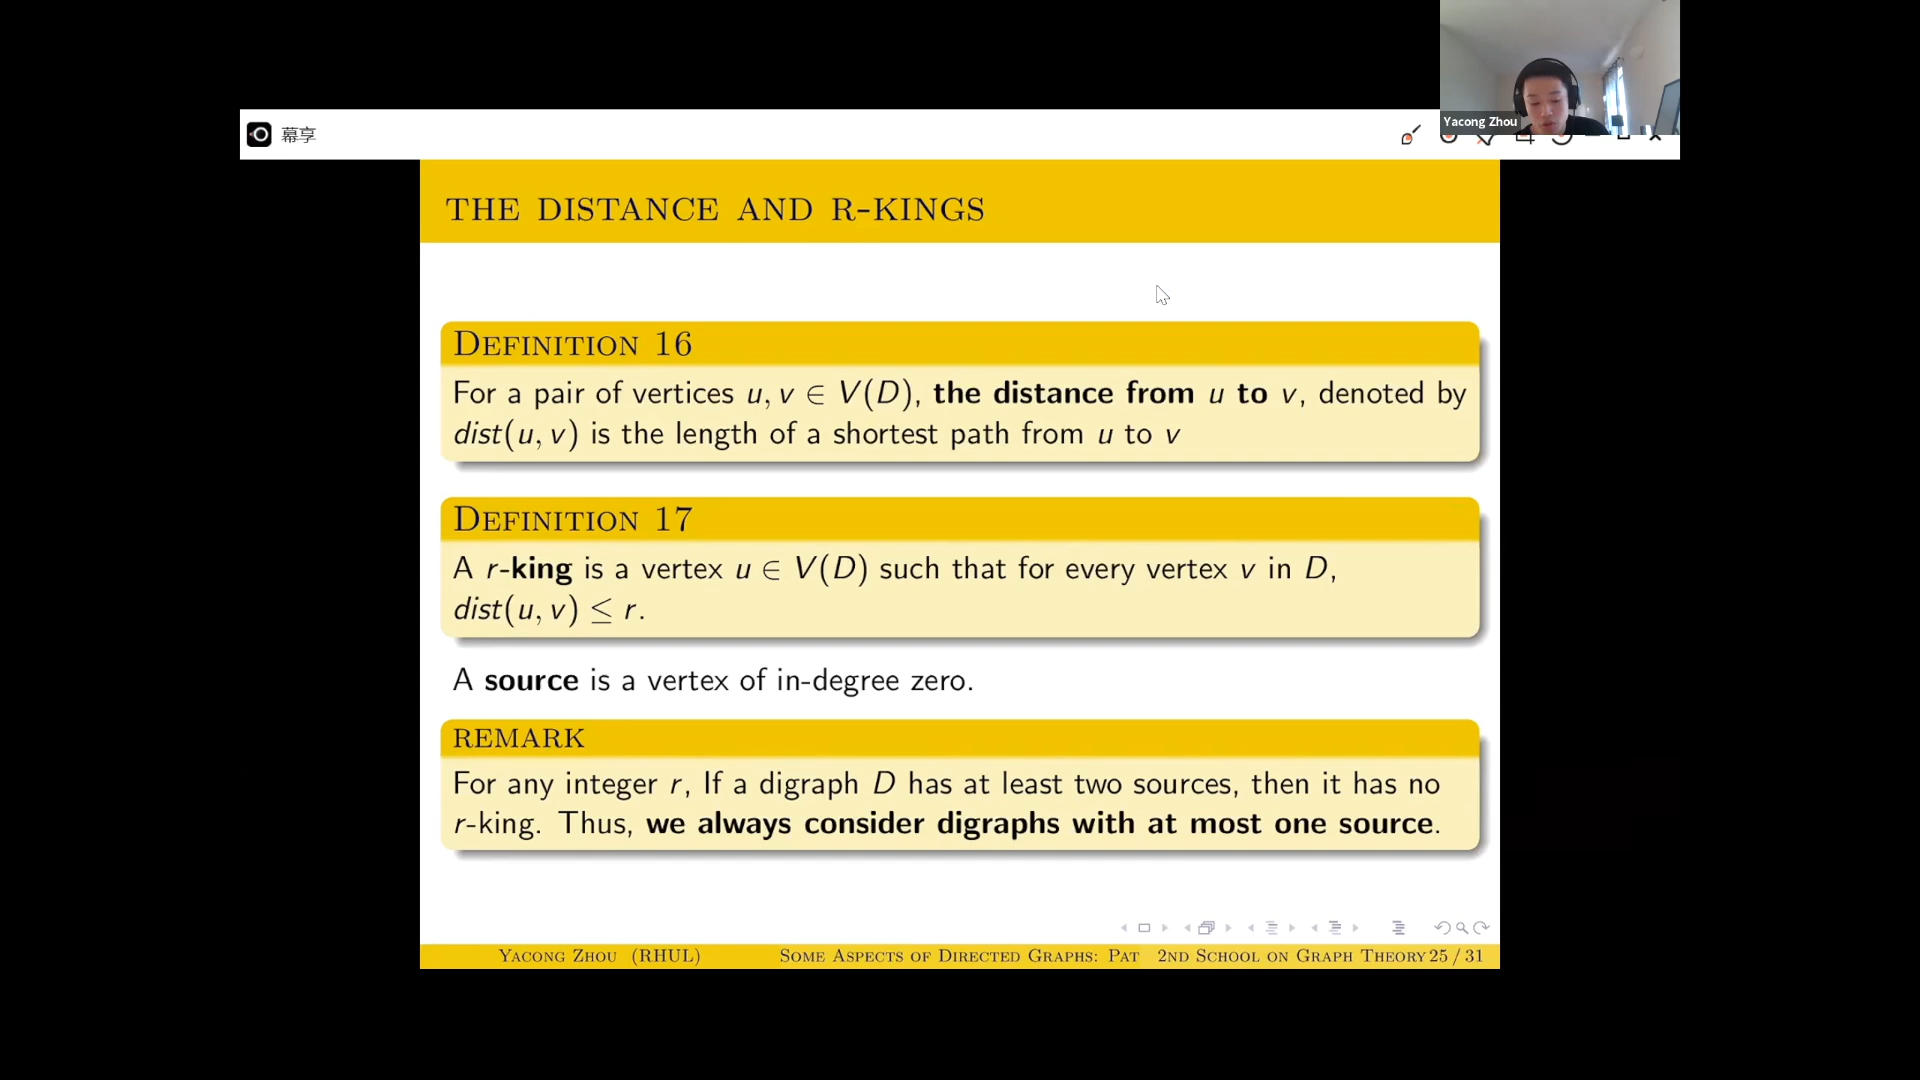 Yacong Zhou
幕享
THE DISTANCE AND R-KINGS
DEFINITION 16
For a pair of vertices u, v ∈ V(D), the distance from u to v, denoted by
dist(u, v) is the length of a shortest path from u to v
DEFINITION 17
A r-king is a vertex u ∈ V(D) such that for every vertex v in D,
dist(u, v) ≤ r.
A source is a vertex of in-degree zero.
REMARK
For any integer r, If a digraph D has at least two sources, then it has no
r-king. Thus, we always consider digraphs with at most one source.
YACONG ZHOU (RHUL) SOME ASPECTS OF DIRECTED GRAPHS: PAT 2ND SCHOOL ON GRAPH THEORY 25 / 31